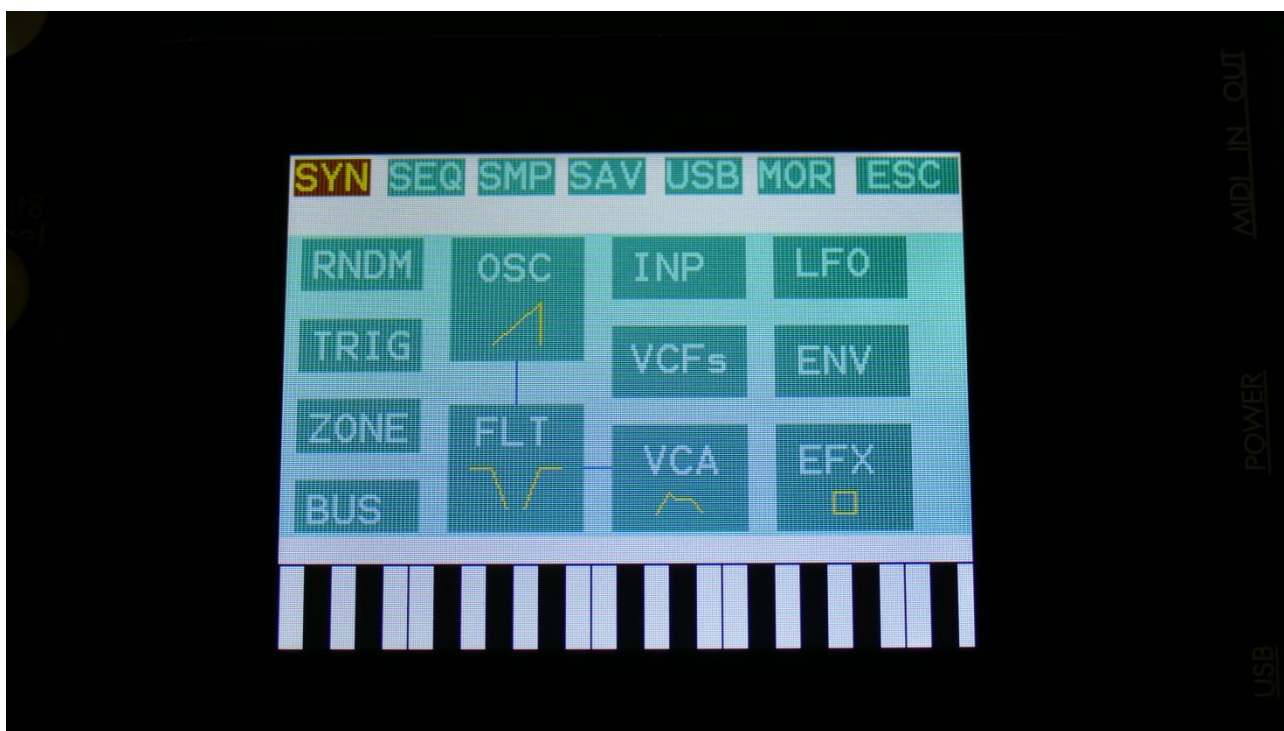 SYN SEQ SMP SAV USB MOR ESC
RNDM OSC INP LFO
TRIG VCFs ENV
ZONE FLT VCA EFX
BUS
MIDI IN OUT
POWER
USB